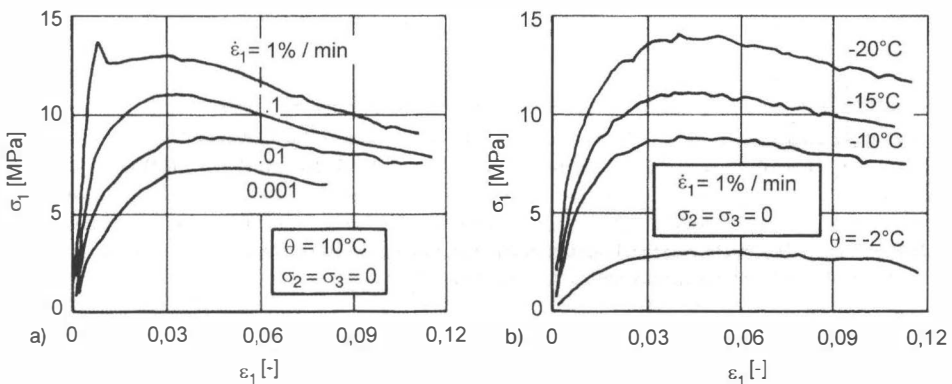 15
10
5
0
σ₁ [MPa]
ε̇₁= 1% / min
.1
.01
0.001
θ = 10°C
σ₂ = σ₃ = 0
0
0,03
0,06
0,09
0,12
a)
ε₁ [-]
15
10
5
0
σ₁ [MPa]
-20°C
-15°C
-10°C
ε̇₁= 1% / min
σ₂ = σ₃ = 0
θ = -2°C
0
0,03
0,06
0,09
0,12
b)
ε₁ [-]